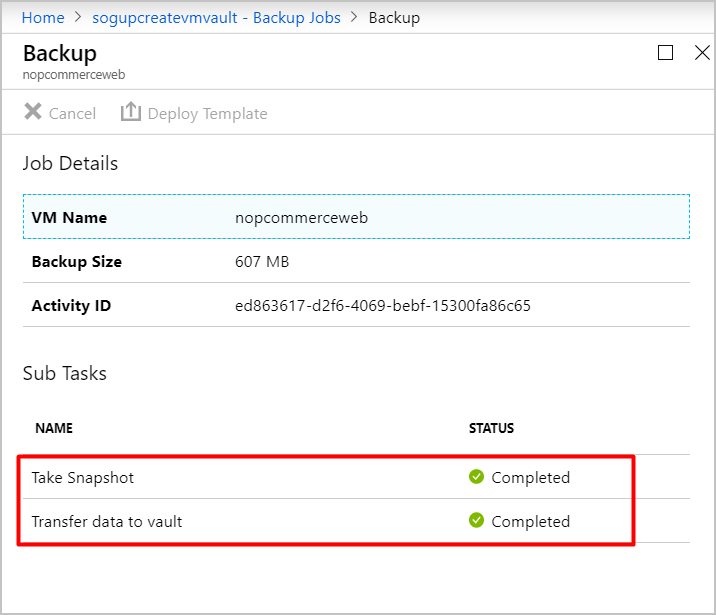 Home > sogupcreatevmvault - Backup Jobs > Backup
Backup
nopcommerceweb
Cancel Deploy Template
Job Details
VM Name nopcommerceweb
Backup Size 607 MB
Activity ID ed863617-d2f6-4069-bebf-15300fa86c65
Sub Tasks
NAME STATUS
Take Snapshot Completed
Transfer data to vault Completed